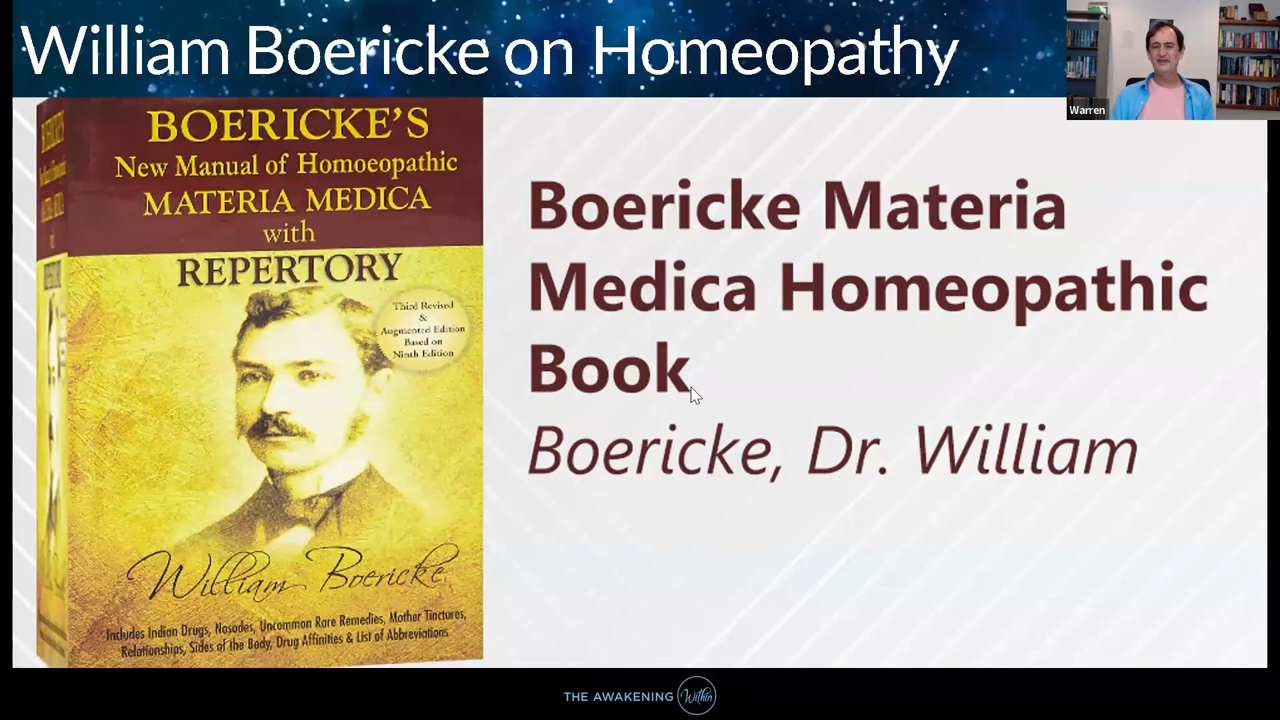 William Boericke on Homeopathy
Warren
BOERICKE'S
New Manual of Homoeopathic
MATERIA MEDICA
with
REPERTORY
Third Revised
&
Augmented Edition
Based on
Ninth Edition
William Boericke
Includes Indian Drugs, Nosodes, Uncommon Rare Remedies, Mother Tinctures,
Relationships, Sides of the Body, Drug Affinities & List of Abbreviations
Boericke Materia
Medica Homeopathic
Book
Boericke, Dr. William
THE AWAKENING Within